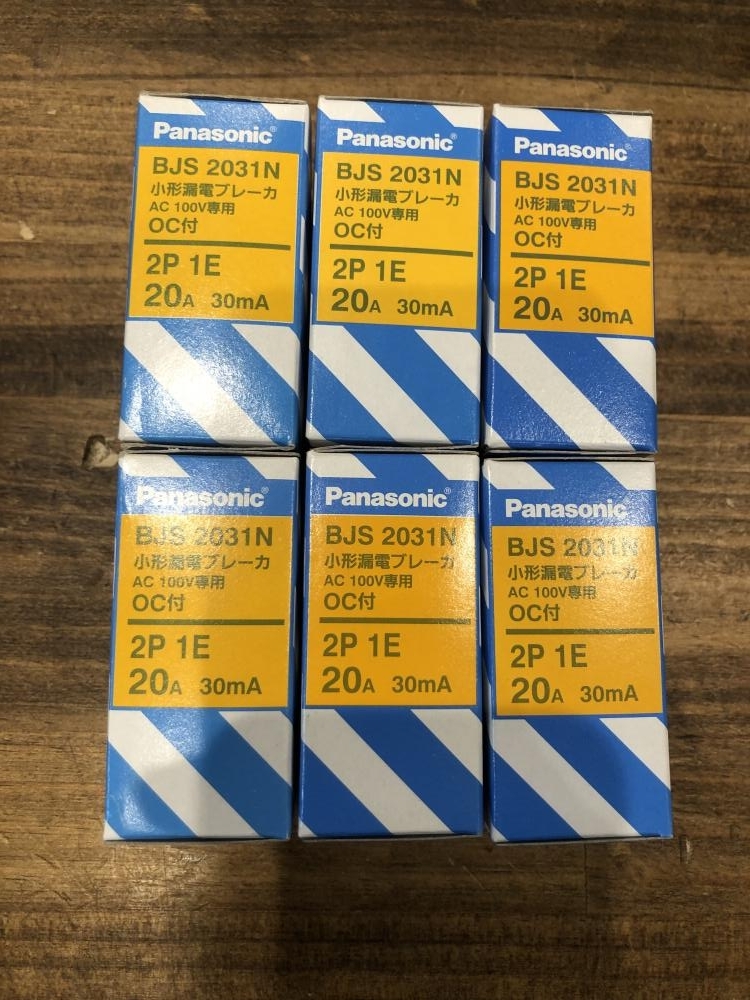 Panasonic
BJS 2031N
小形漏電ブレーカ
AC 100V専用
OC付
2P 1E
20A 30mA
Panasonic
BJS 2031N
小形漏電ブレーカ
AC 100V専用
OC付
2P 1E
20A 30mA
Panasonic
BJS 2031N
小形漏電ブレーカ
AC 100V専用
OC付
2P 1E
20A 30mA
Panasonic
BJS 2031N
小形漏電ブレーカ
AC 100V専用
OC付
2P 1E
20A 30mA
Panasonic
BJS 2031N
小形漏電ブレーカ
AC 100V専用
OC付
2P 1E
20A 30mA
Panasonic
BJS 2031N
小形漏電ブレーカ
AC 100V専用
OC付
2P 1E
20A 30mA